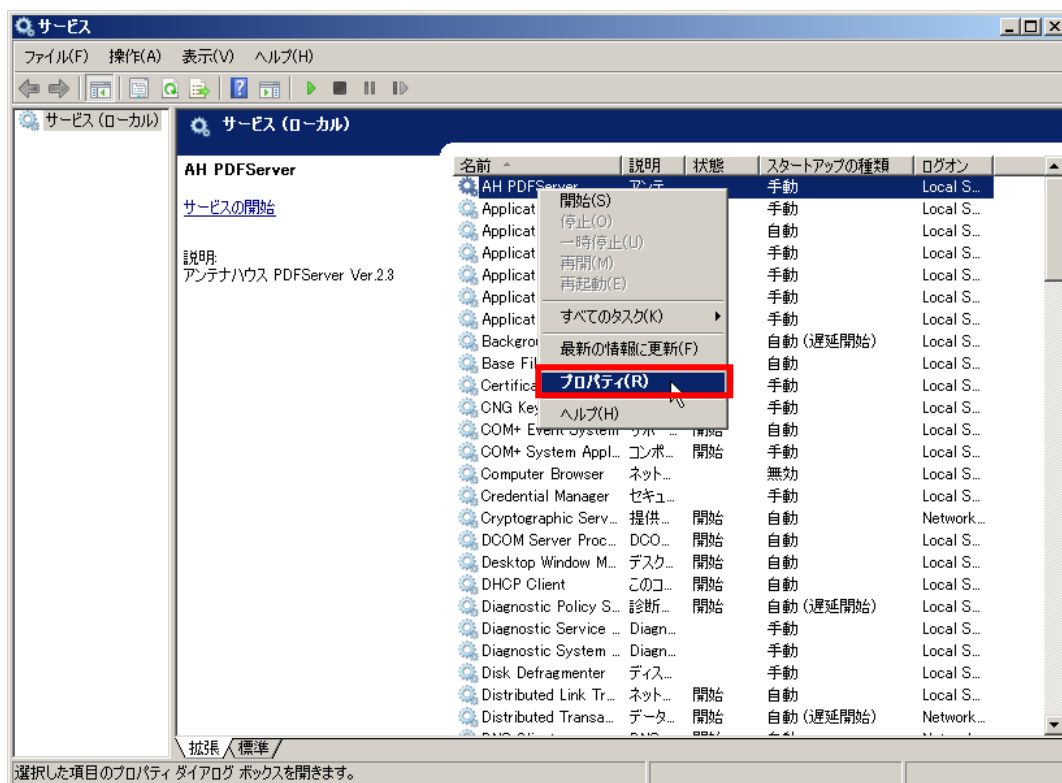 サービス
ファイル(F) 操作(A) 表示(V) ヘルプ(H)
サービス (ローカル)
サービス (ローカル)
AH PDFServer
サービスの開始
説明:
アンテナハウス PDFServer Ver.2.3
名前 説明 状態 スタートアップの種類 ログオン
AH PDFServer アンテ... 手動 Local S...
Applicat 手動 Local S...
Applicat 自動 Local S...
Applicat 手動 Local S...
Applicat 手動 Local S...
Applicat 手動 Local S...
Applicat 手動 Local S...
Backgrou 自動 (遅延開始) Local S...
Base Fil 自動 Local S...
Certifica 手動 Local S...
CNG Key 手動 Local S...
COM+ Event System サポ... 開始 自動 Local S...
COM+ System Appl... コンポ... 開始 手動 Local S...
Computer Browser ネット... 無効 Local S...
Credential Manager セキュ... 手動 Local S...
Cryptographic Serv... 提供... 開始 自動 Network...
DCOM Server Proc... DCO... 開始 自動 Local S...
Desktop Window M... デスク... 開始 自動 Local S...
DHCP Client このコ... 開始 自動 Local S...
Diagnostic Policy S... 診断... 開始 自動 (遅延開始) Local S...
Diagnostic Service ... Diagn... 手動 Local S...
Diagnostic System ... Diagn... 手動 Local S...
Disk Defragmenter ディス... 手動 Local S...
Distributed Link Tr... ネット... 開始 自動 Local S...
Distributed Transa... データ... 開始 自動 (遅延開始) Network...
開始(S)
停止(O)
一時停止(U)
再開(M)
再起動(E)
すべてのタスク(K)
最新の情報に更新(F)
プロパティ(R)
ヘルプ(H)
拡張 標準
選択した項目のプロパティ ダイアログ ボックスを開きます。